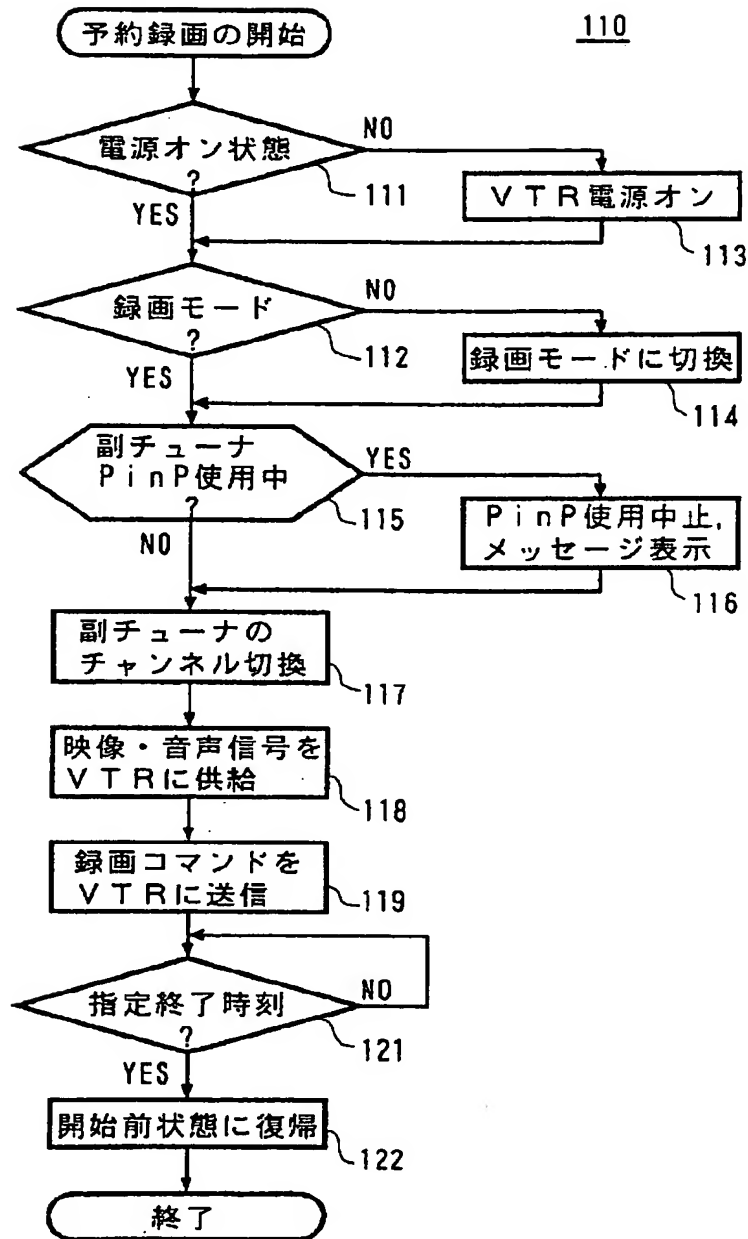 110
予約録画の開始
電源オン状態
?
NO
YES
111
VTR電源オン
113
録画モード
?
NO
YES
112
録画モードに切換
114
副チューナ
PinP使用中
?
YES
NO
115
PinP使用中止,
メッセージ表示
116
副チューナの
チャンネル切換
117
映像・音声信号を
VTRに供給
118
録画コマンドを
VTRに送信
119
指定終了時刻
?
NO
YES
121
開始前状態に復帰
122
終了